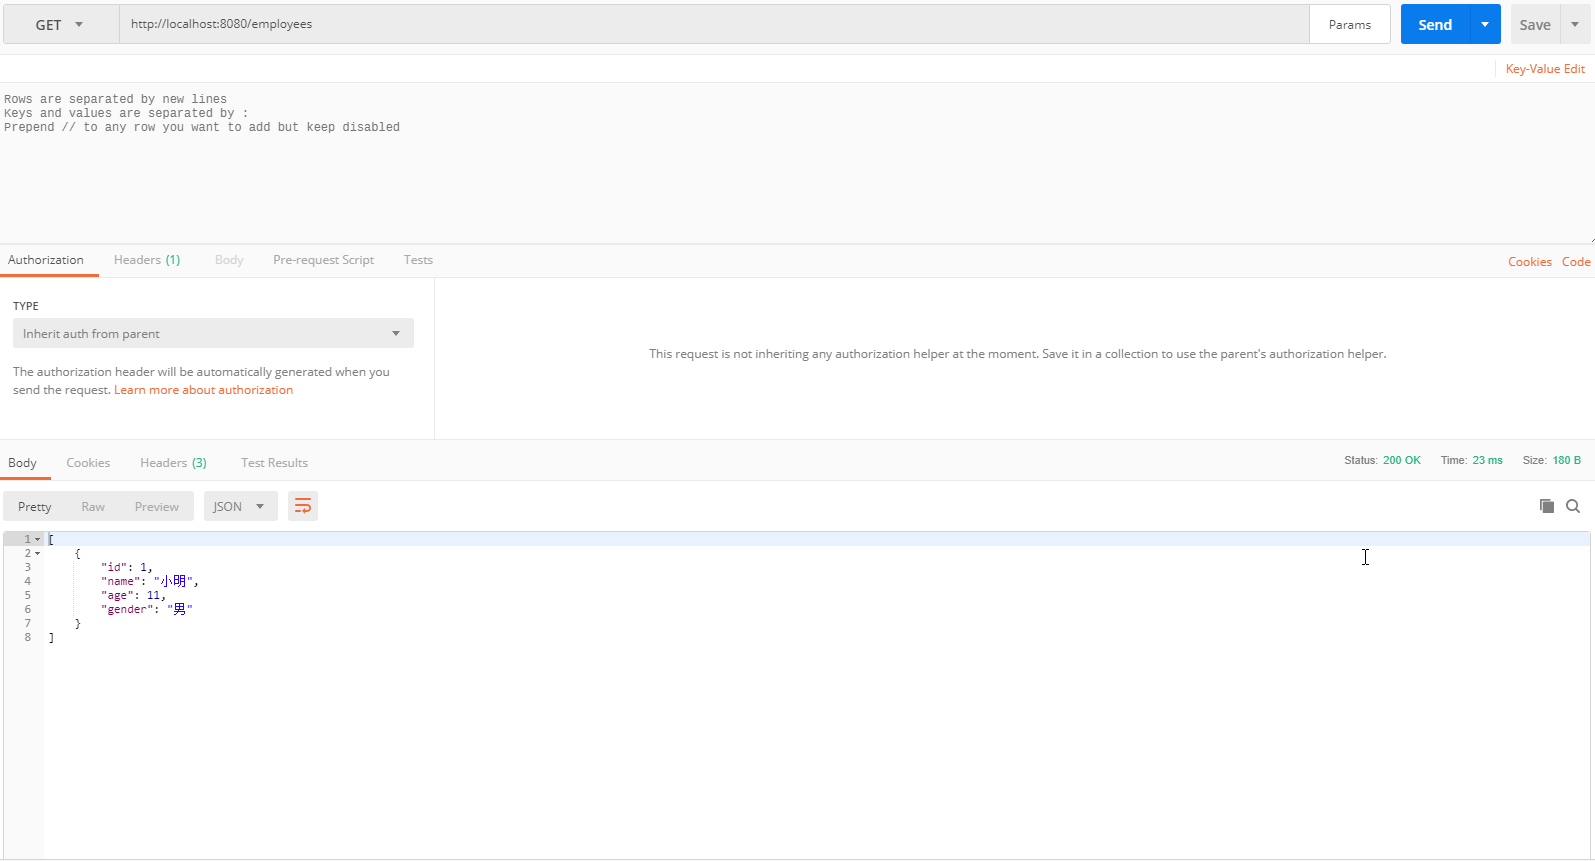 GET http://localhost:8080/employees Params Send Save
Key-Value Edit
Rows are separated by new lines
Keys and values are separated by :
Prepend // to any row you want to add but keep disabled
Authorization Headers (1) Body Pre-request Script Tests Cookies Code
TYPE
Inherit auth from parent
The authorization header will be automatically generated when you
send the request. Learn more about authorization
This request is not inheriting any authorization helper at the moment. Save it in a collection to use the parent's authorization helper.
Body Cookies Headers (3) Test Results Status: 200 OK Time: 23 ms Size: 180 B
Pretty Raw Preview JSON
1 [
2 {
3 "id": 1,
4 "name": "小明",
5 "age": 11,
6 "gender": "男"
7 }
8 ]